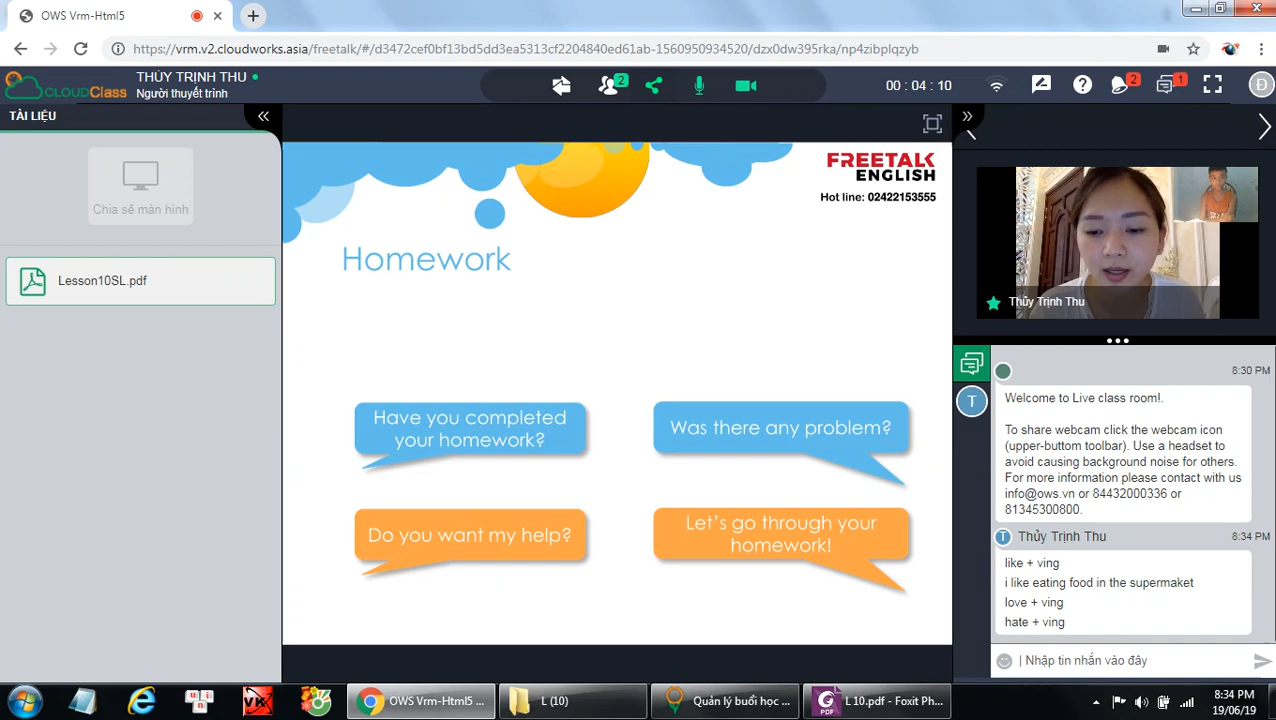 OWS Vrm-Html5
https://vrm.v2.cloudworks.asia/freetalk/#/d3472cef0bf13bd5dd3ea5313cf2204840ed61ab-1560950934520/dzx0dw395rka/np4zibplqzyb
CLOUDClass
THỦY TRỊNH THU
Người thuyết trình
2
00 : 04 : 10
2
1
Đ
TÀI LIỆU
Chia sẻ màn hình
Lesson10SL.pdf
FREETALK
ENGLISH
Hot line: 02422153555
Homework
Have you completed
your homework?
Was there any problem?
Do you want my help?
Let's go through your
homework!
Thủy Trịnh Thu
8:30 PM
T
Welcome to Live class room!.
To share webcam click the webcam icon
(upper-buttom toolbar). Use a headset to
avoid causing background noise for others.
For more information please contact with us
info@ows.vn or 84432000336 or
81345300800.
T
Thủy Trịnh Thu
8:34 PM
like + ving
i like eating food in the supermaket
love + ving
hate + ving
Nhập tin nhắn vào đây
OWS Vrm-Html5 ...
L (10)
Quản lý buổi học ...
L 10.pdf - Foxit Ph...
8:34 PM
19/06/19